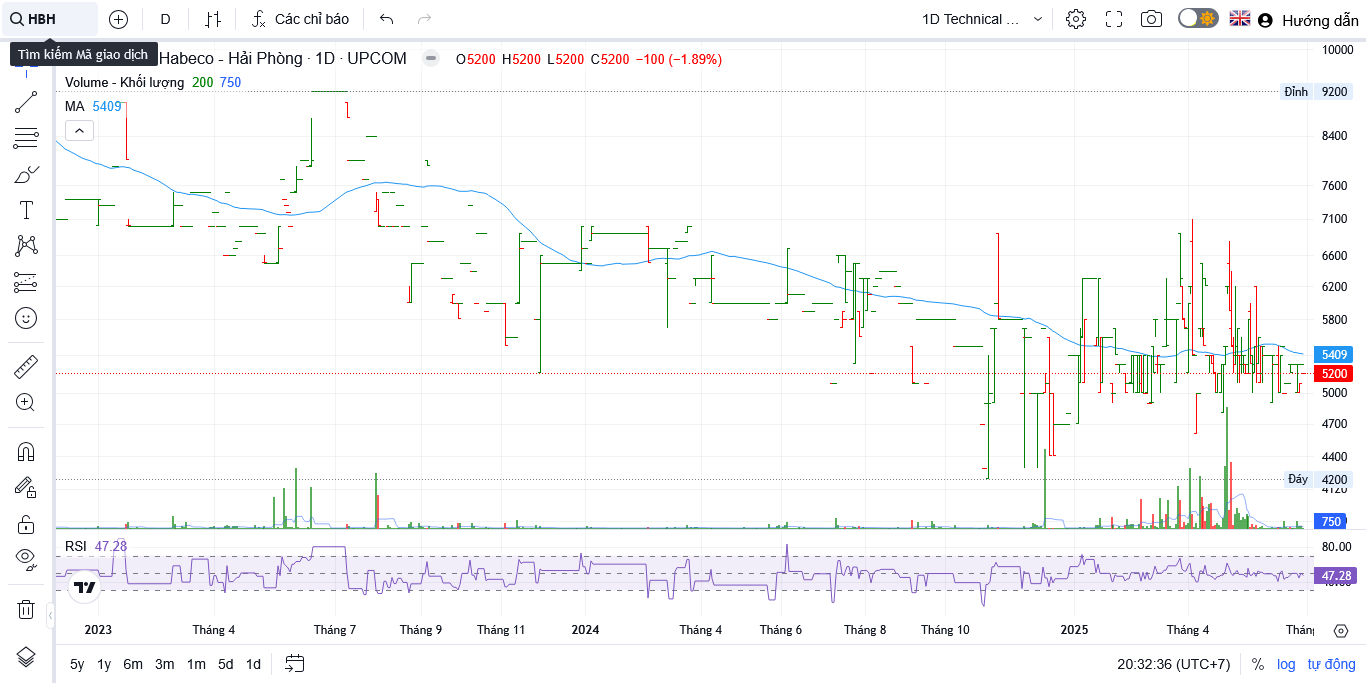 HBH
D
Các chỉ báo
1D Technical ...
Hướng dẫn
Tìm kiếm Mã giao dịch
Habeco - Hải Phòng · 1D · UPCOM
O5200 H5200 L5200 C5200 −100 (−1.89%)
Volume - Khối lượng 200 750
MA 5409
10000
Đỉnh 9200
8400
7600
7100
6600
6200
5800
5409
5200
5000
4700
4400
Đáy 4200
4120
750
RSI 47.28
80.00
47.28
2023 Tháng 4 Tháng 7 Tháng 9 Tháng 11 2024 Tháng 4 Tháng 6 Tháng 8 Tháng 10 2025 Tháng 4 Thán
5y 1y 6m 3m 1m 5d 1d
20:32:36 (UTC+7) % log tự động